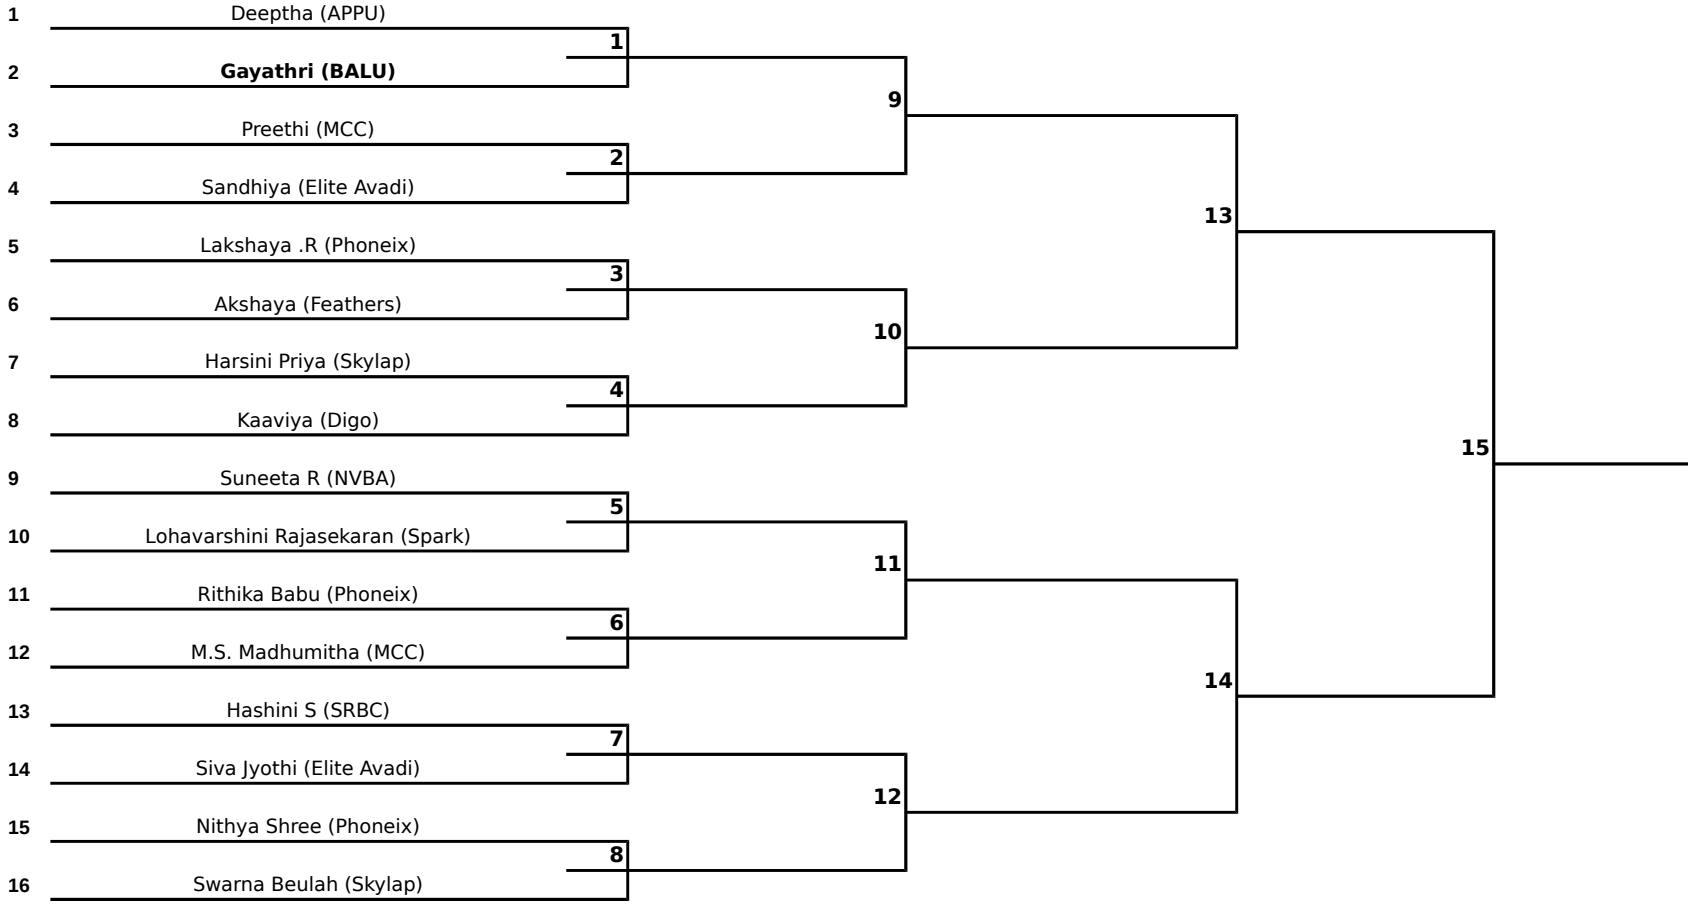 1 Deeptha (APPU)
1
2 Gayathri (BALU)
9
3 Preethi (MCC)
2
4 Sandhiya (Elite Avadi)
13
5 Lakshaya .R (Phoneix)
3
6 Akshaya (Feathers)
10
7 Harsini Priya (Skylap)
4
8 Kaaviya (Digo)
15
9 Suneeta R (NVBA)
5
10 Lohavarshini Rajasekaran (Spark)
11
11 Rithika Babu (Phoneix)
6
12 M.S. Madhumitha (MCC)
14
13 Hashini S (SRBC)
7
14 Siva Jyothi (Elite Avadi)
12
15 Nithya Shree (Phoneix)
8
16 Swarna Beulah (Skylap)